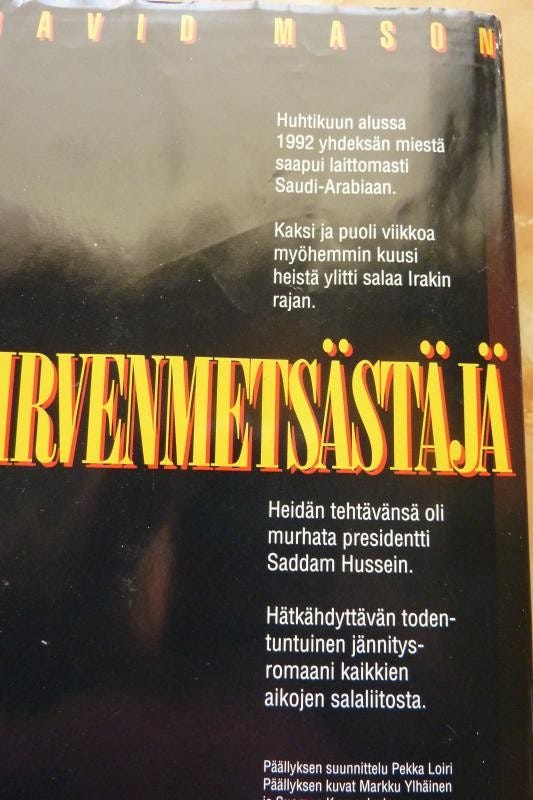 DAVID MASON
Huhtikuun alussa
1992 yhdeksän miestä
saapui laittomasti
Saudi-Arabiaan.
Kaksi ja puoli viikkoa
myöhemmin kuusi
heistä ylitti salaa Irakin
rajan.
IRVENMETSÄSTÄJÄ
Heidän tehtävänsä oli
murhata presidentti
Saddam Hussein.
Hätkähdyttävän toden-
tuntuinen jännitys-
romaani kaikkien
aikojen salaliitosta.
Päällyksen suunnittelu Pekka Loiri
Päällyksen kuvat Markku Ylhäinen